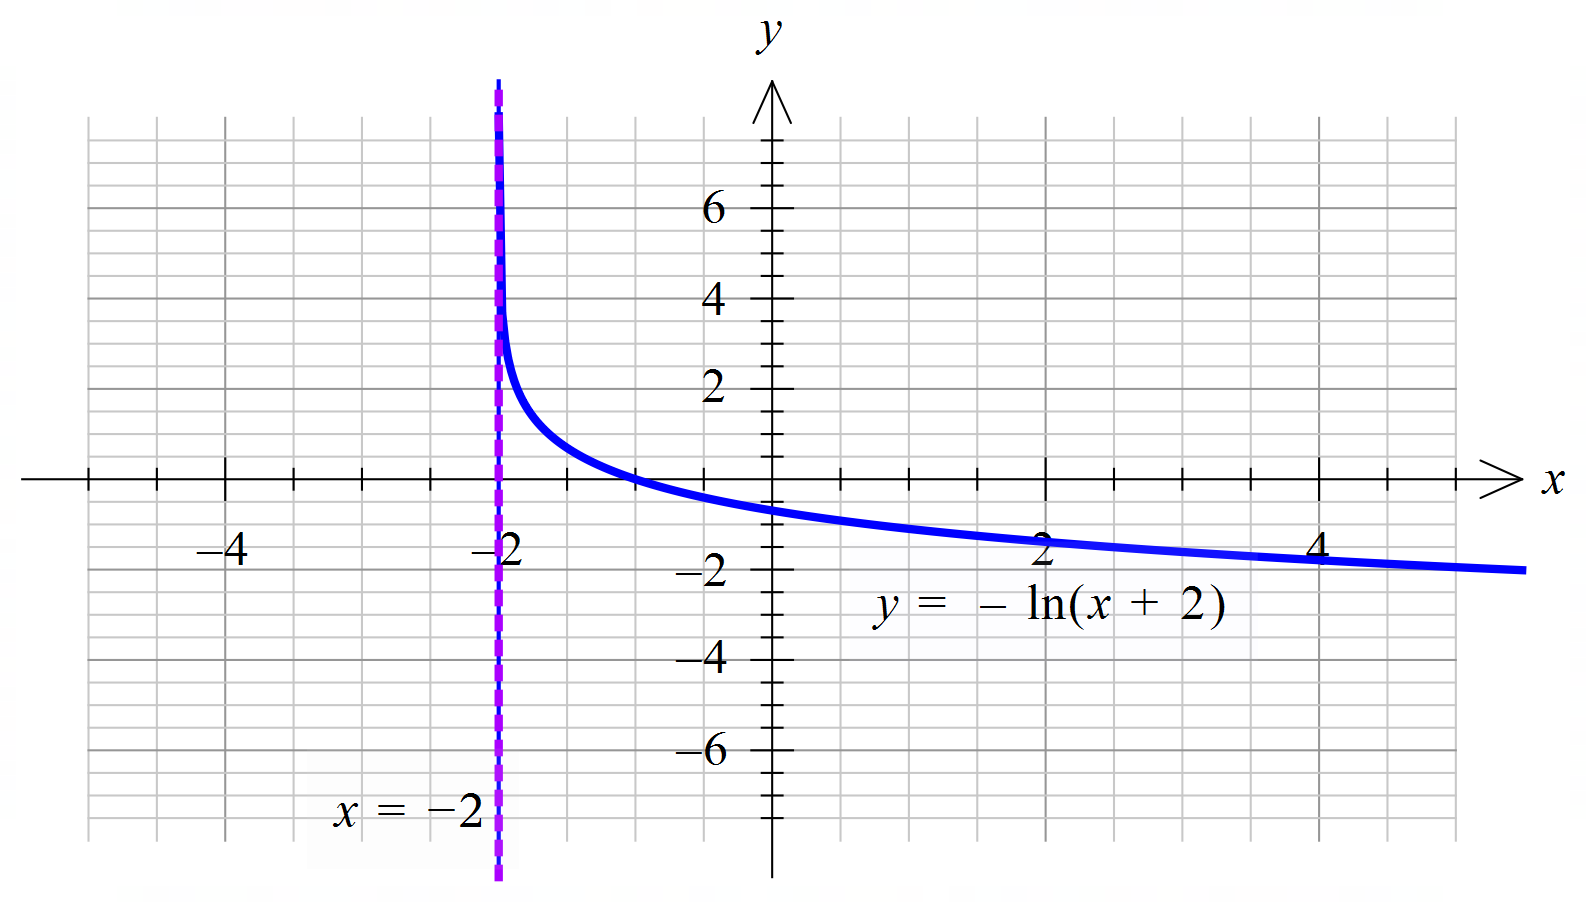 y
6
4
2
x
–4
–2
2
4
–2
y = – ln(x + 2)
–4
–6
x = –2